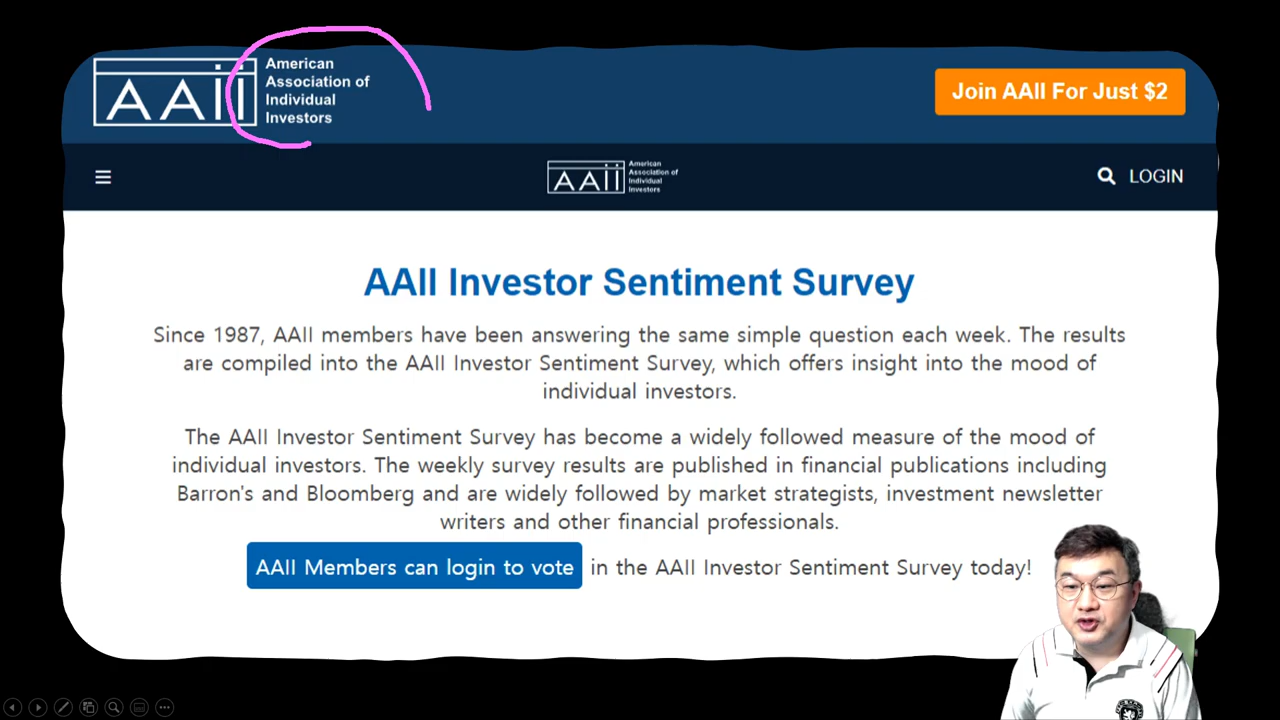 AAII
American
Association of
Individual
Investors
Join AAII For Just $2
AAII
American
Association of
Individual
Investors
LOGIN
AAII Investor Sentiment Survey
Since 1987, AAII members have been answering the same simple question each week. The results
are compiled into the AAII Investor Sentiment Survey, which offers insight into the mood of
individual investors.
The AAII Investor Sentiment Survey has become a widely followed measure of the mood of
individual investors. The weekly survey results are published in financial publications including
Barron's and Bloomberg and are widely followed by market strategists, investment newsletter
writers and other financial professionals.
AAII Members can login to vote in the AAII Investor Sentiment Survey today!